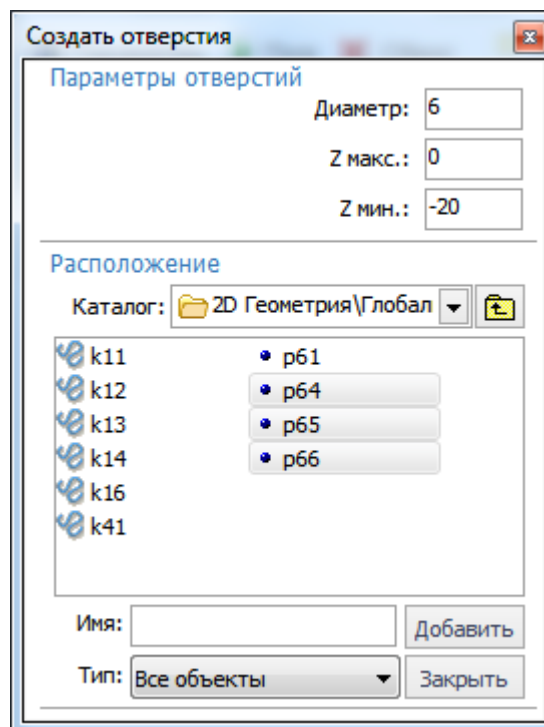 Создать отверстия
Параметры отверстий
Диаметр: 6
Z макс.: 0
Z мин.: -20
Расположение
Каталог: 2D Геометрия\Глобал
k11 p61
k12 p64
k13 p65
k14 p66
k16
k41
Имя: Добавить
Тип: Все объекты Закрыть